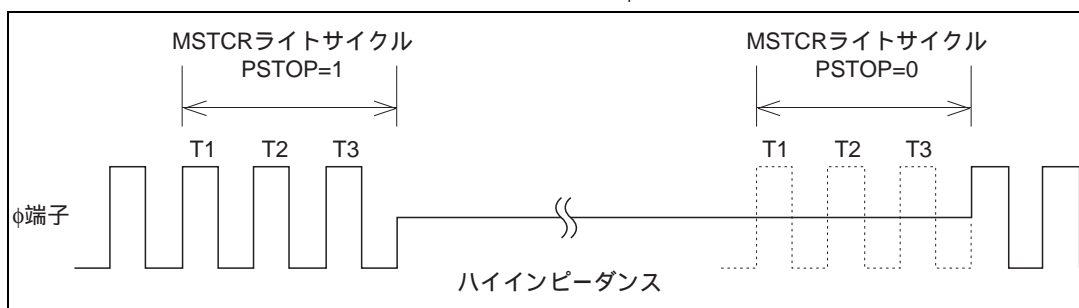 MSTCRライトサイクル
PSTOP=1
MSTCRライトサイクル
PSTOP=0
T1 T2 T3
T1 T2 T3
φ端子
ハイインピーダンス